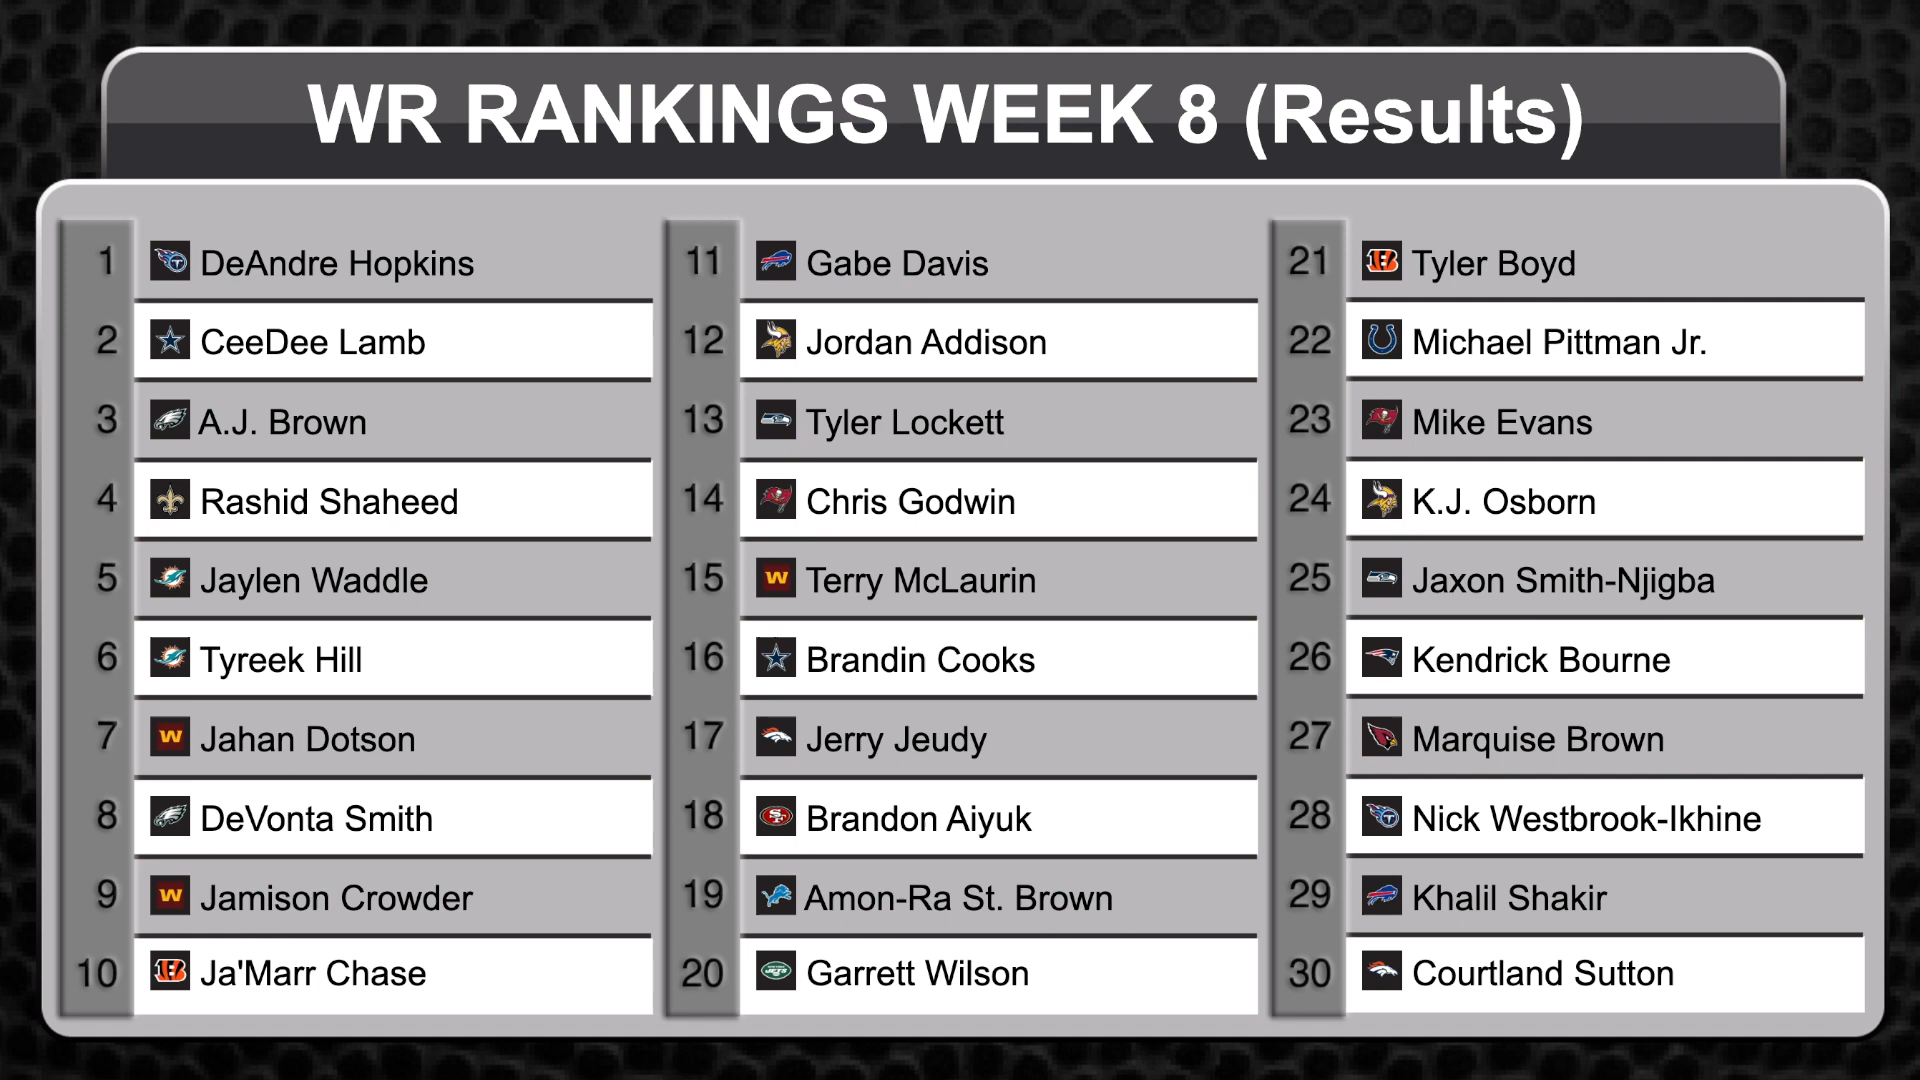 WR RANKINGS WEEK 8 (Results)
1 DeAndre Hopkins
2 CeeDee Lamb
3 A.J. Brown
4 Rashid Shaheed
5 Jaylen Waddle
6 Tyreek Hill
7 W Jahan Dotson
8 DeVonta Smith
9 W Jamison Crowder
10 B Ja'Marr Chase
11 Gabe Davis
12 Jordan Addison
13 Tyler Lockett
14 Chris Godwin
15 W Terry McLaurin
16 Brandin Cooks
17 Jerry Jeudy
18 SF Brandon Aiyuk
19 Amon-Ra St. Brown
20 JETS Garrett Wilson
21 B Tyler Boyd
22 Michael Pittman Jr.
23 Mike Evans
24 K.J. Osborn
25 Jaxon Smith-Njigba
26 Kendrick Bourne
27 Marquise Brown
28 T Nick Westbrook-Ikhine
29 Khalil Shakir
30 Courtland Sutton